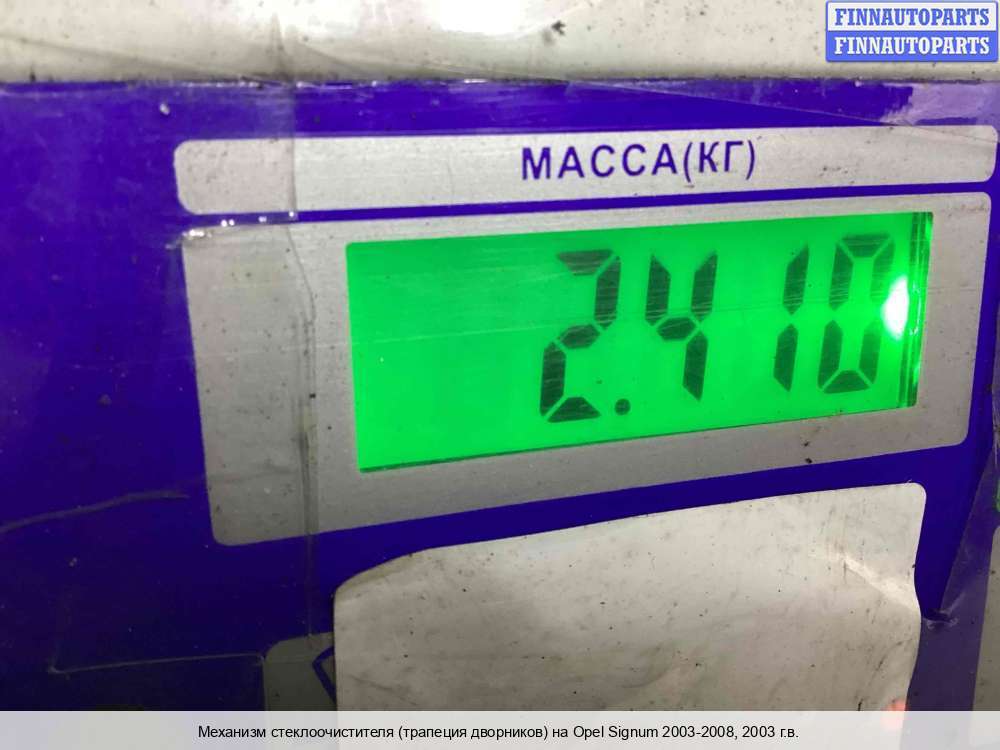 FINNAUTOPARTS
FINNAUTOPARTS
МАССА(КГ)
2.410
Механизм стеклоочистителя (трапеция дворников) на Opel Signum 2003-2008, 2003 г.в.